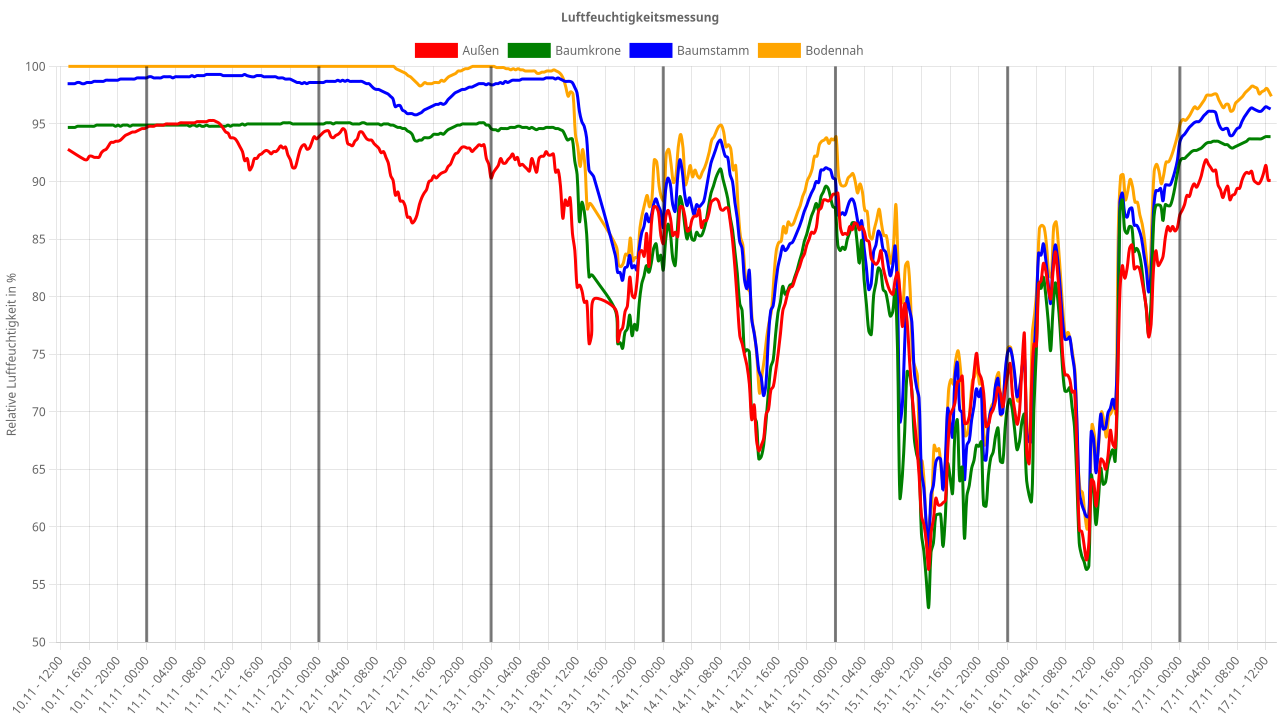 Luftfeuchtigkeitsmessung
Außen Baumkrone Baumstamm Bodennah
Relative Luftfeuchtigkeit in %
100
95
90
85
80
75
70
65
60
55
50
10.11 - 12:00
10.11 - 16:00
10.11 - 20:00
11.11 - 00:00
11.11 - 04:00
11.11 - 08:00
11.11 - 12:00
11.11 - 16:00
11.11 - 20:00
12.11 - 00:00
12.11 - 04:00
12.11 - 08:00
12.11 - 12:00
12.11 - 16:00
12.11 - 20:00
13.11 - 00:00
13.11 - 04:00
13.11 - 08:00
13.11 - 12:00
13.11 - 16:00
13.11 - 20:00
14.11 - 00:00
14.11 - 04:00
14.11 - 08:00
14.11 - 12:00
14.11 - 16:00
14.11 - 20:00
15.11 - 00:00
15.11 - 04:00
15.11 - 08:00
15.11 - 12:00
15.11 - 16:00
15.11 - 20:00
16.11 - 00:00
16.11 - 04:00
16.11 - 08:00
16.11 - 12:00
16.11 - 16:00
16.11 - 20:00
17.11 - 00:00
17.11 - 04:00
17.11 - 08:00
17.11 - 12:00